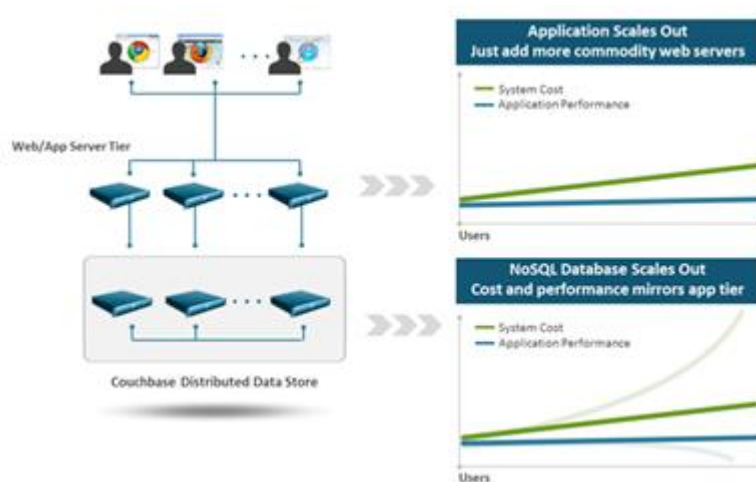 Application Scales Out
Just add more commodity web servers
System Cost
Application Performance
Web/App Server Tier
Users
NoSQL Database Scales Out
Cost and performance mirrors app tier
System Cost
Application Performance
Couchbase Distributed Data Store
Users